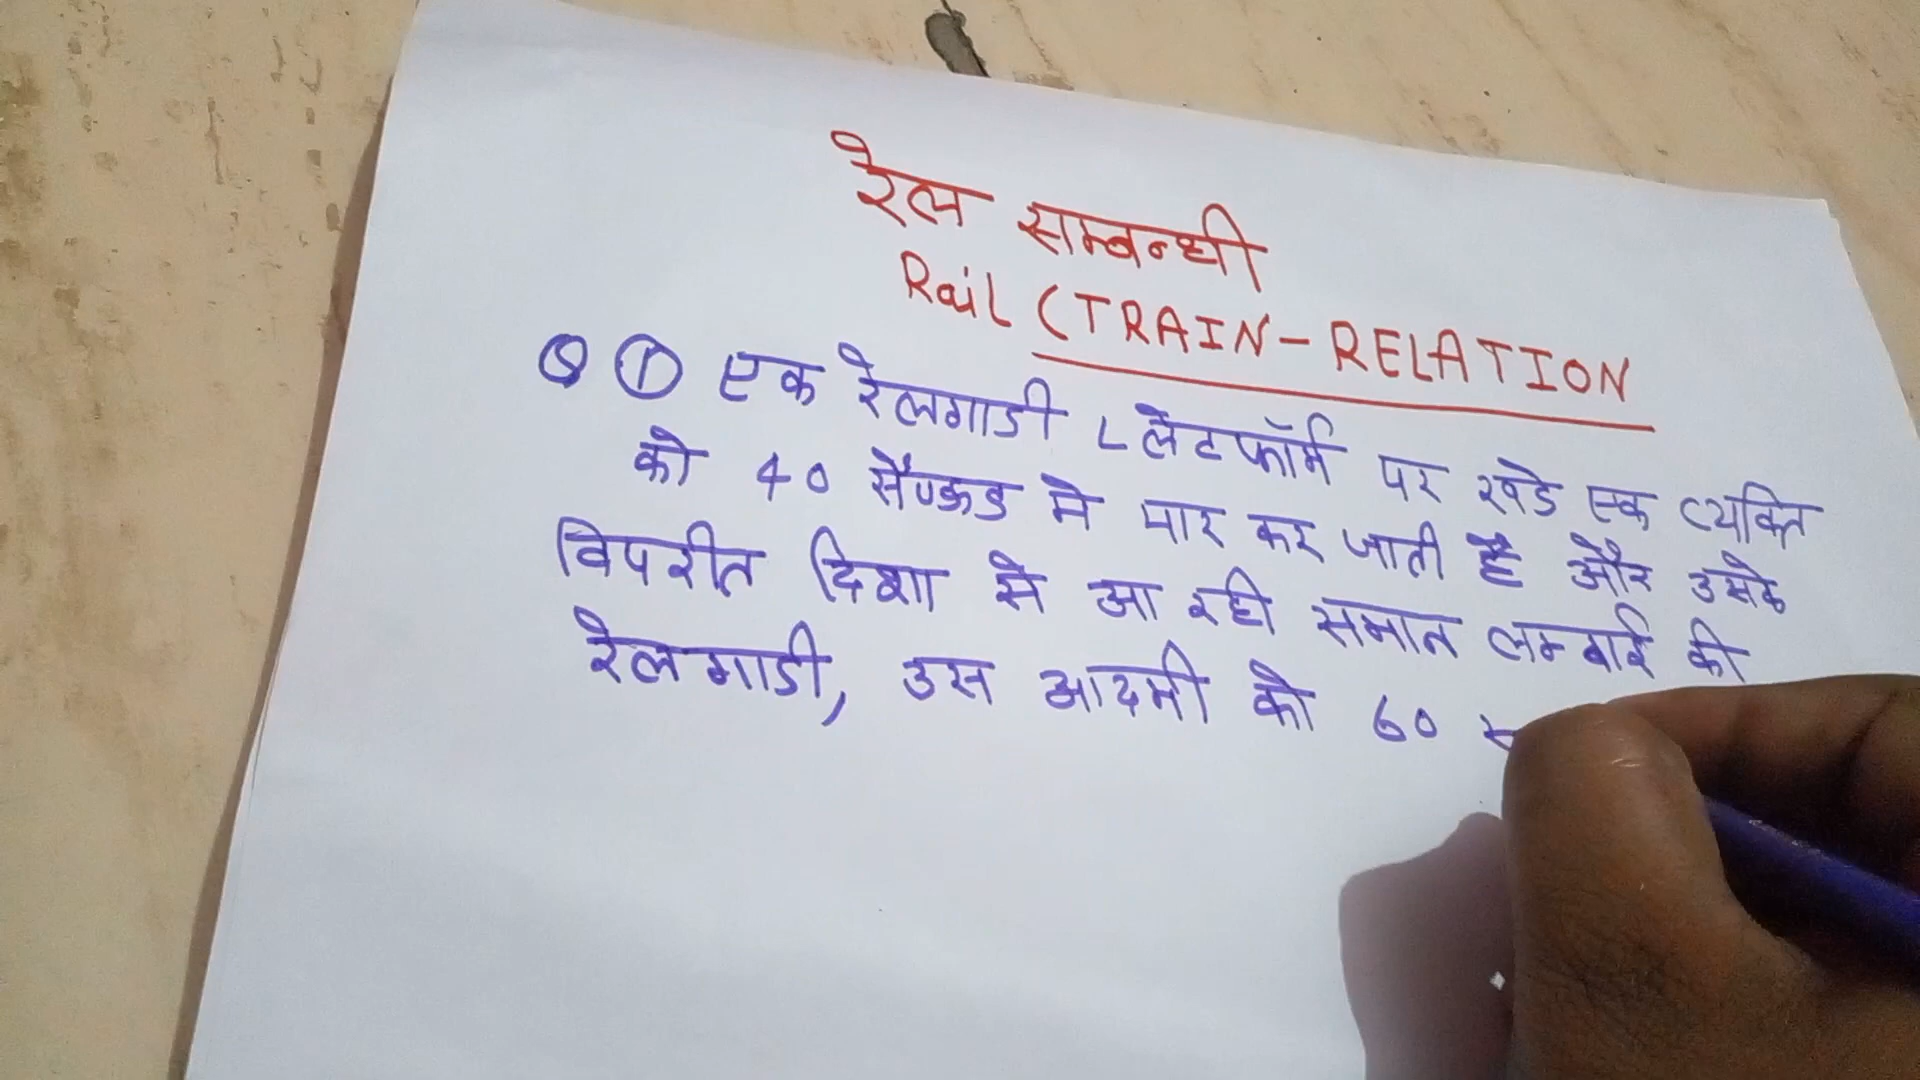 रेल सम्बन्धी
Rail (TRAIN-RELATION
Q ① एक रेलगाडी प्लेटफॉर्म पर खडे एक व्यक्ति
को 40 सैण्कड मे पार कर जाती है और उसके
विपरीत दिशा से आ रही समान लम्बाई की
रेलगाडी, उस आदमी को 60